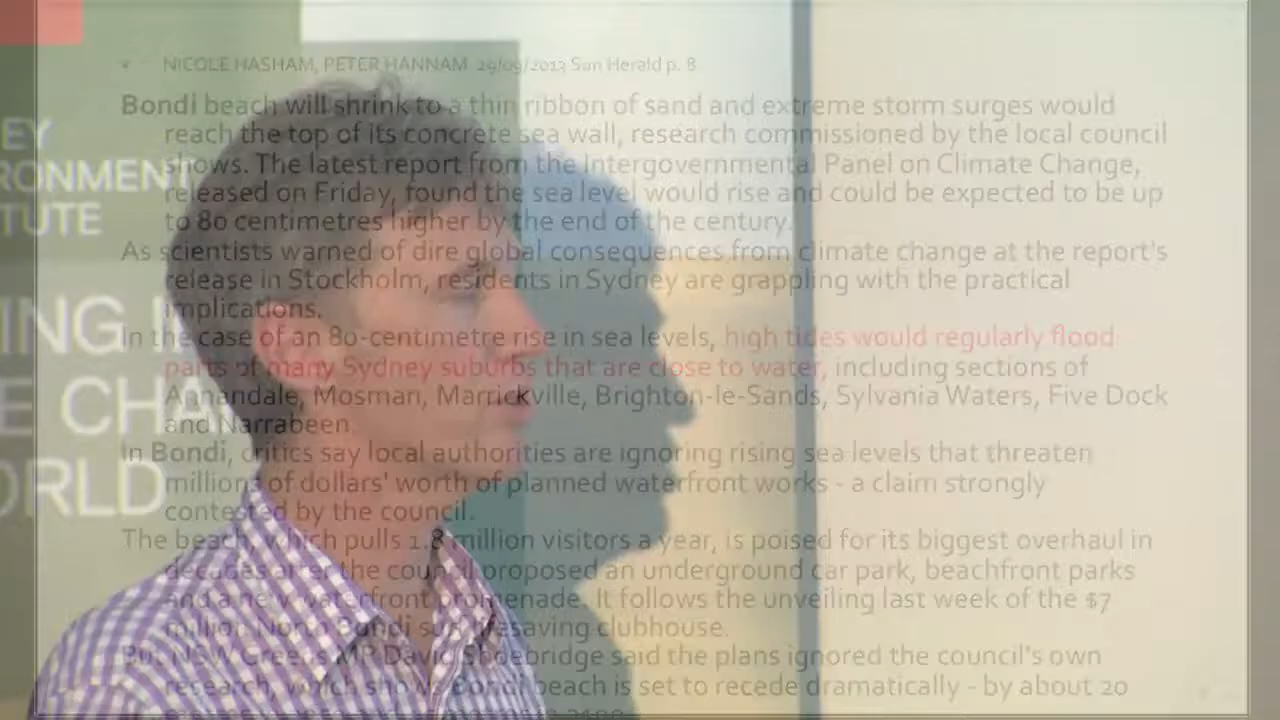 EY
RONMENT
TUTE
ING I
E CHA
ORLD
• NICOLE HASHAM, PETER HANNAM 29/09/2013 Sun Herald p. 8
Bondi beach will shrink to a thin ribbon of sand and extreme storm surges would
reach the top of its concrete sea wall, research commissioned by the local council
shows. The latest report from the Intergovernmental Panel on Climate Change,
released on Friday, found the sea level would rise and could be expected to be up
to 80 centimetres higher by the end of the century.
As scientists warned of dire global consequences from climate change at the report's
release in Stockholm, residents in Sydney are grappling with the practical
implications.
In the case of an 80-centimetre rise in sea levels, high tides would regularly flood
parts of many Sydney suburbs that are close to water, including sections of
Annandale, Mosman, Marrickville, Brighton-le-Sands, Sylvania Waters, Five Dock
and Narrabeen.
In Bondi, critics say local authorities are ignoring rising sea levels that threaten
millions of dollars' worth of planned waterfront works - a claim strongly
contested by the council.
The beach, which pulls 1.8 million visitors a year, is poised for its biggest overhaul in
decades after the council proposed an underground car park, beachfront parks
and a new waterfront promenade. It follows the unveiling last week of the $7
million North Bondi surf lifesaving clubhouse.
But NSW Greens MP David Shoebridge said the plans ignored the council's own
research, which shows Bondi beach is set to recede dramatically - by about 20
2100